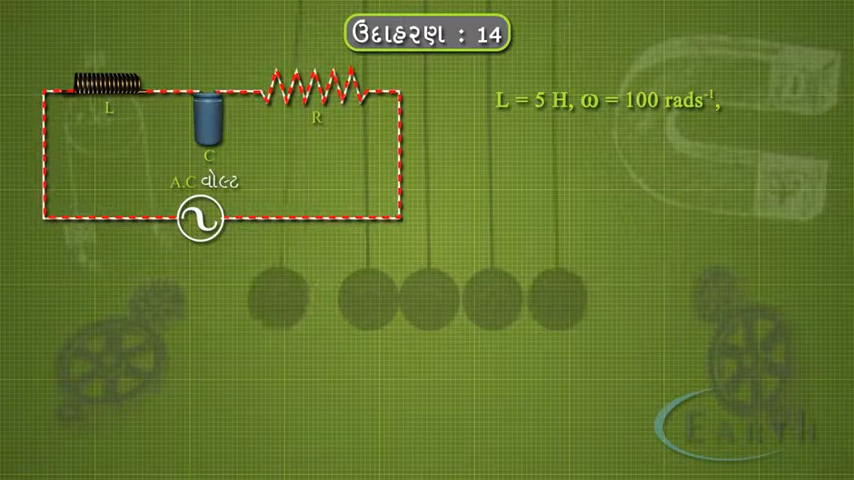 ઉદાહરણ : 14
L = 5 H, ω = 100 rads⁻¹,
L
R
C
A.C વોલ્ટ
EARTH